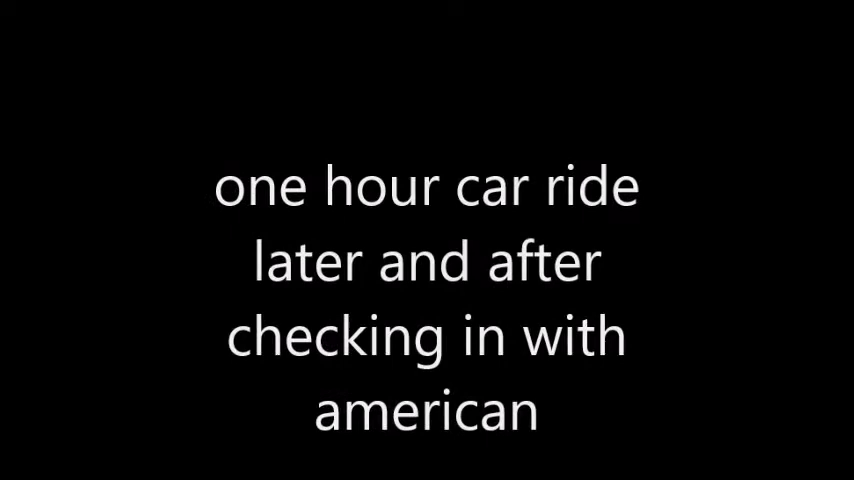 one hour car ride
later and after
checking in with
american